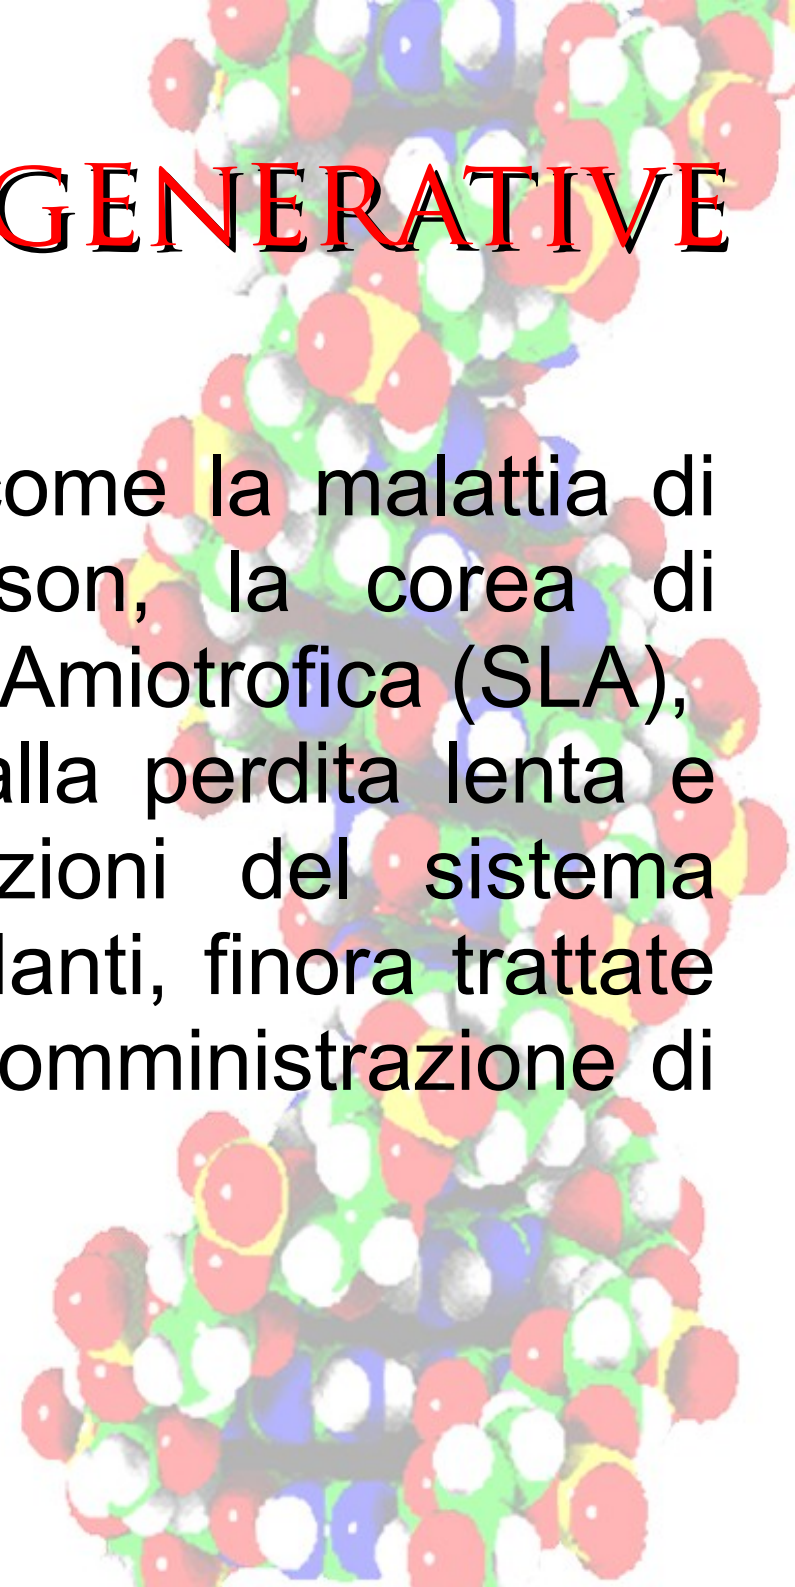 GENERATIVE
come la malattia di
son, la corea di
Amiotrofica (SLA),
alla perdita lenta e
zioni del sistema
lanti, finora trattate
omministrazione di